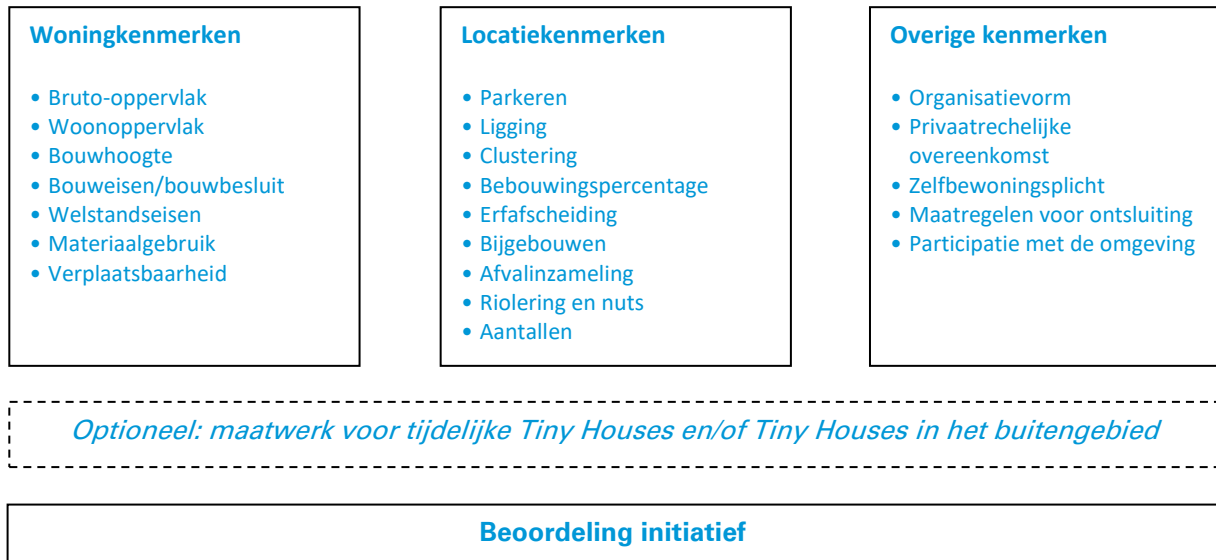 Woningkenmerken
• Bruto-oppervlak
• Woonoppervlak
• Bouwhoogte
• Bouweisen/bouwbesluit
• Welstandseisen
• Materiaalgebruik
• Verplaatsbaarheid
Locatiekenmerken
• Parkeren
• Ligging
• Clustering
• Bebouwingspercentage
• Erfafscheiding
• Bijgebouwen
• Afvalinzameling
• Riolering en nuts
• Aantallen
Overige kenmerken
• Organisatievorm
• Privaatrechelijke
overeenkomst
• Zelfbewoningsplicht
• Maatregelen voor ontsluiting
• Participatie met de omgeving
Optioneel: maatwerk voor tijdelijke Tiny Houses en/of Tiny Houses in het buitengebied
Beoordeling initiatief